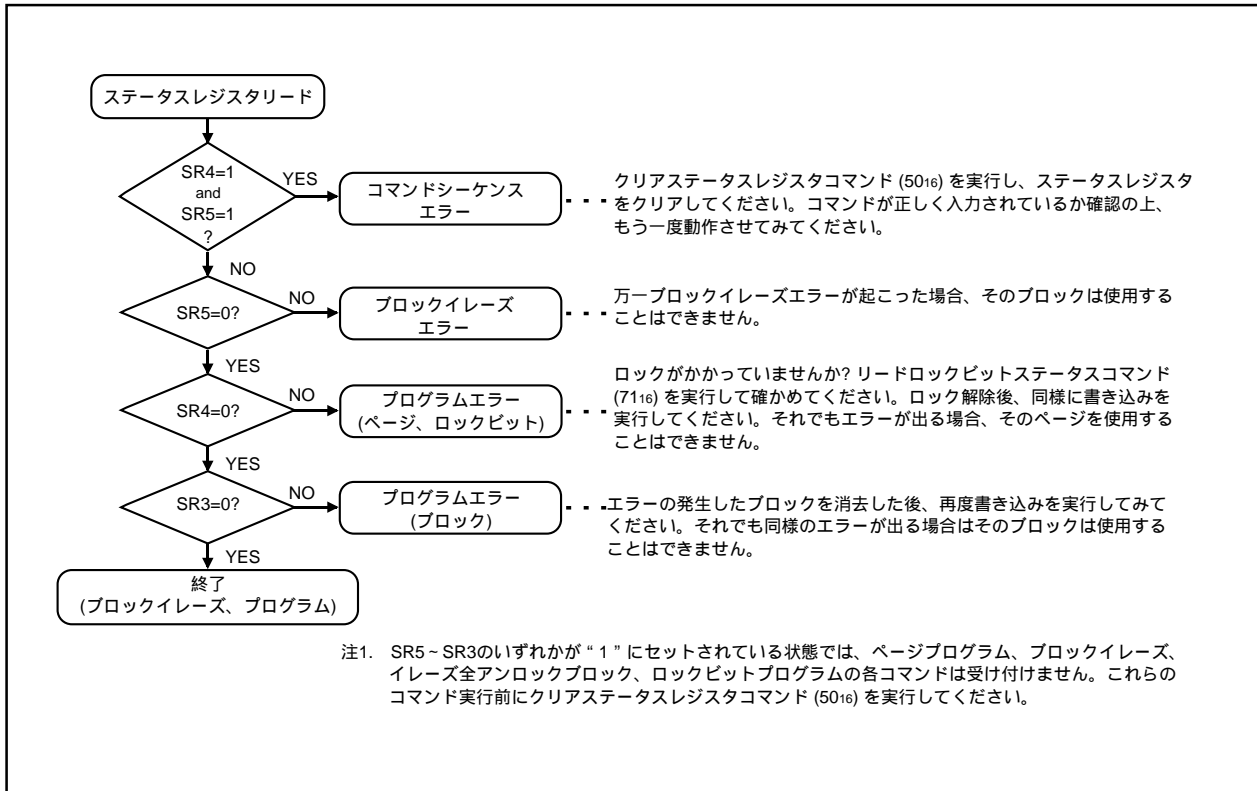 ステータスレジスタリード
SR4=1
and
SR5=1
?
YES
コマンドシーケンス
エラー
クリアステータスレジスタコマンド (5016) を実行し、ステータスレジスタ
をクリアしてください。コマンドが正しく入力されているか確認の上、
もう一度動作させてみてください。
NO
SR5=0?
NO
ブロックイレーズ
エラー
万一ブロックイレーズエラーが起こった場合、そのブロックは使用する
ことはできません。
YES
SR4=0?
NO
プログラムエラー
(ページ、ロックビット)
ロックがかかっていませんか? リードロックビットステータスコマンド
(7116) を実行して確かめてください。ロック解除後、同様に書き込みを
実行してください。それでもエラーが出る場合、そのページを使用する
ことはできません。
YES
SR3=0?
NO
プログラムエラー
(ブロック)
エラーの発生したブロックを消去した後、再度書き込みを実行してみて
ください。それでも同様のエラーが出る場合はそのブロックは使用する
ことはできません。
YES
終了
(ブロックイレーズ、プログラム)
注1. SR5 ~ SR3のいずれかが “ 1 ” にセットされている状態では、ページプログラム、ブロックイレーズ、
イレーズ全アンロックブロック、ロックビットプログラムの各コマンドは受け付けません。これらの
コマンド実行前にクリアステータスレジスタコマンド (5016) を実行してください。